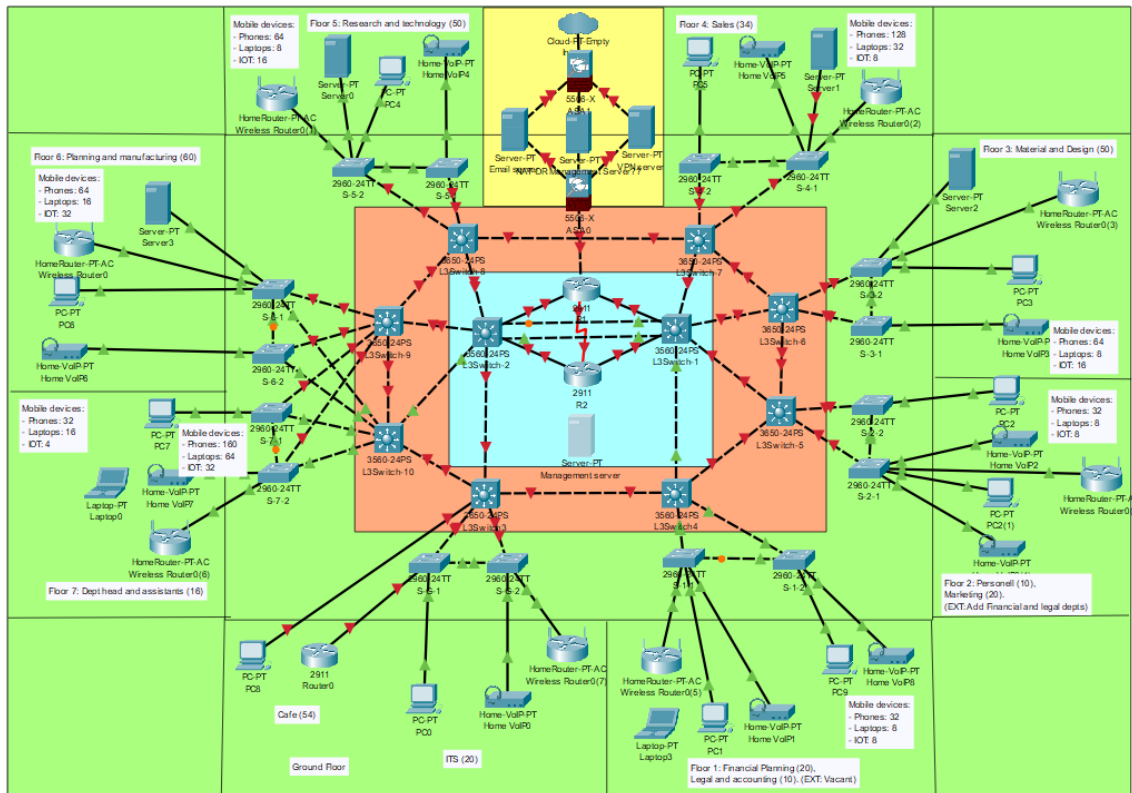 Mobile devices:
- Phones: 64
- Laptops: 8
- IOT: 16
Floor 5: Research and technology (50)
Server-PT
Server0
PC-PT
PC4
Home-VoIP-PT
Home VoIP4
HomeRouter-PT-AC
Wireless Router0(1)
2960-24TT
S-5-2
2960-24TT
Cloud-PT-Empty
5506-X
ASA1
Server-PT
Email server
Server-PT
Server-PT
VPN server
5506-X
ASA0
Floor 4: Sales (34)
Mobile devices:
- Phones: 128
- Laptops: 32
- IOT: 8
PC-PT
PC5
Home-VoIP-PT
Home VoIP5
Server-PT
Server1
HomeRouter-PT-AC
Wireless Router0(2)
2960-24TT
2960-24TT
S-4-1
Floor 6: Planning and manufacturing (60)
Mobile devices:
- Phones: 64
- Laptops: 16
- IOT: 32
Server-PT
Server3
HomeRouter-PT-AC
Wireless Router0
PC-PT
PC6
Home-VoIP-PT
Home VoIP6
2960-24TT
S-6-1
2960-24TT
S-6-2
Floor 3: Material and Design (50)
Server-PT
Server2
HomeRouter-PT-AC
Wireless Router0(3)
PC-PT
PC3
2960-24TT
S-3-2
2960-24TT
S-3-1
Home-VoIP-P
Home VoIP3
Mobile devices:
- Phones: 64
- Laptops: 8
- IOT: 16
3650-24PS
L3Switch-8
3650-24PS
L3Switch-7
3650-24PS
L3Switch-9
3560-24PS
L3Switch-2
2911
R1
2911
R2
3560-24PS
L3Switch-1
3650-24PS
L3Switch-6
3650-24PS
L3Switch-5
3560-24PS
L3Switch-10
3650-24PS
L3Switch3
3560-24PS
L3Switch4
Server-PT
Management server
Mobile devices:
- Phones: 32
- Laptops: 16
- IOT: 4
PC-PT
PC7
Mobile devices:
- Phones: 160
- Laptops: 64
- IOT: 32
2960-24TT
S-7-1
2960-24TT
S-7-2
Laptop-PT
Laptop0
Home-VoIP-PT
Home VoIP7
HomeRouter-PT-AC
Wireless Router0(6)
Floor 7: Dept head and assistants (16)
2960-24TT
S-2-2
2960-24TT
S-2-1
PC-PT
PC2
Mobile devices:
- Phones: 32
- Laptops: 8
- IOT: 8
Home-VoIP-PT
Home VoIP2
HomeRouter-PT-A
Wireless Router0(
PC-PT
PC2(1)
Home-VoIP-PT
Floor 2: Personell (10),
Marketing (20).
(EXT: Add Financial and legal depts)
2960-24TT
S-S-1
2960-24TT
S-S-2
PC-PT
PC8
2911
Router0
Cafe (54)
PC-PT
PC0
Home-VoIP-PT
Home VoIP0
HomeRouter-PT-AC
Wireless Router0(7)
ITS (20)
Ground Floor
2960-24TT
S-1-1
2960-24TT
S-1-2
HomeRouter-PT-AC
Wireless Router0(5)
Laptop-PT
Laptop3
PC-PT
PC1
Home-VoIP-PT
Home VoIP1
PC-PT
PC9
Home-VoIP-PT
Home VoIP8
Mobile devices:
- Phones: 32
- Laptops: 8
- IOT: 8
Floor 1: Financial Planning (20),
Legal and accounting (10). (EXT: Vacant)